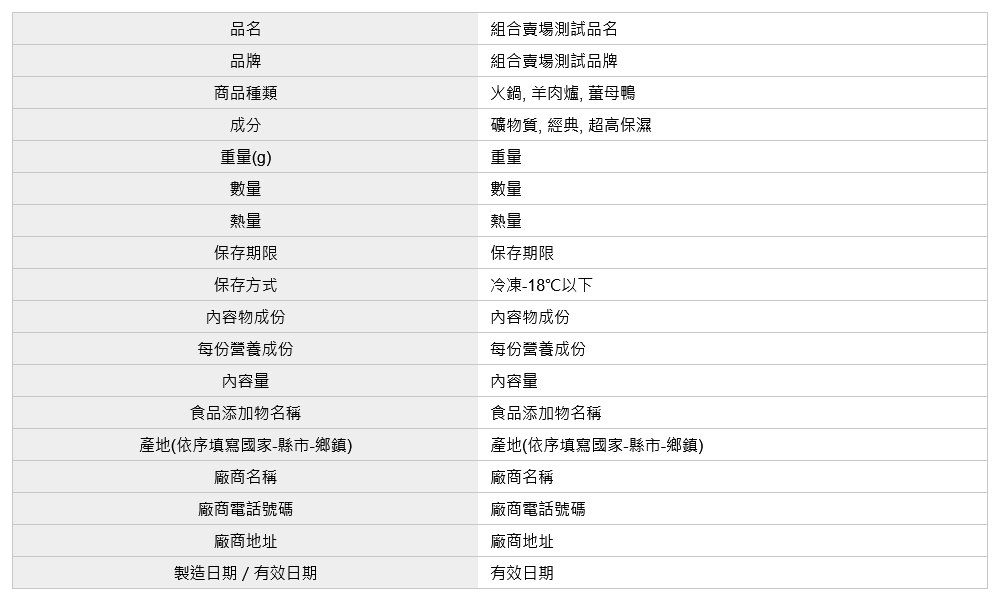 品名 組合賣場測試品名
品牌 組合賣場測試品牌
商品種類 火鍋, 羊肉爐, 薑母鴨
成分 礦物質, 經典, 超高保濕
重量(g) 重量
數量 數量
熱量 熱量
保存期限 保存期限
保存方式 冷凍-18℃以下
內容物成份 內容物成份
每份營養成份 每份營養成份
內容量 內容量
食品添加物名稱 食品添加物名稱
產地(依序填寫國家-縣市-鄉鎮) 產地(依序填寫國家-縣市-鄉鎮)
廠商名稱 廠商名稱
廠商電話號碼 廠商電話號碼
廠商地址 廠商地址
製造日期 / 有效日期 有效日期